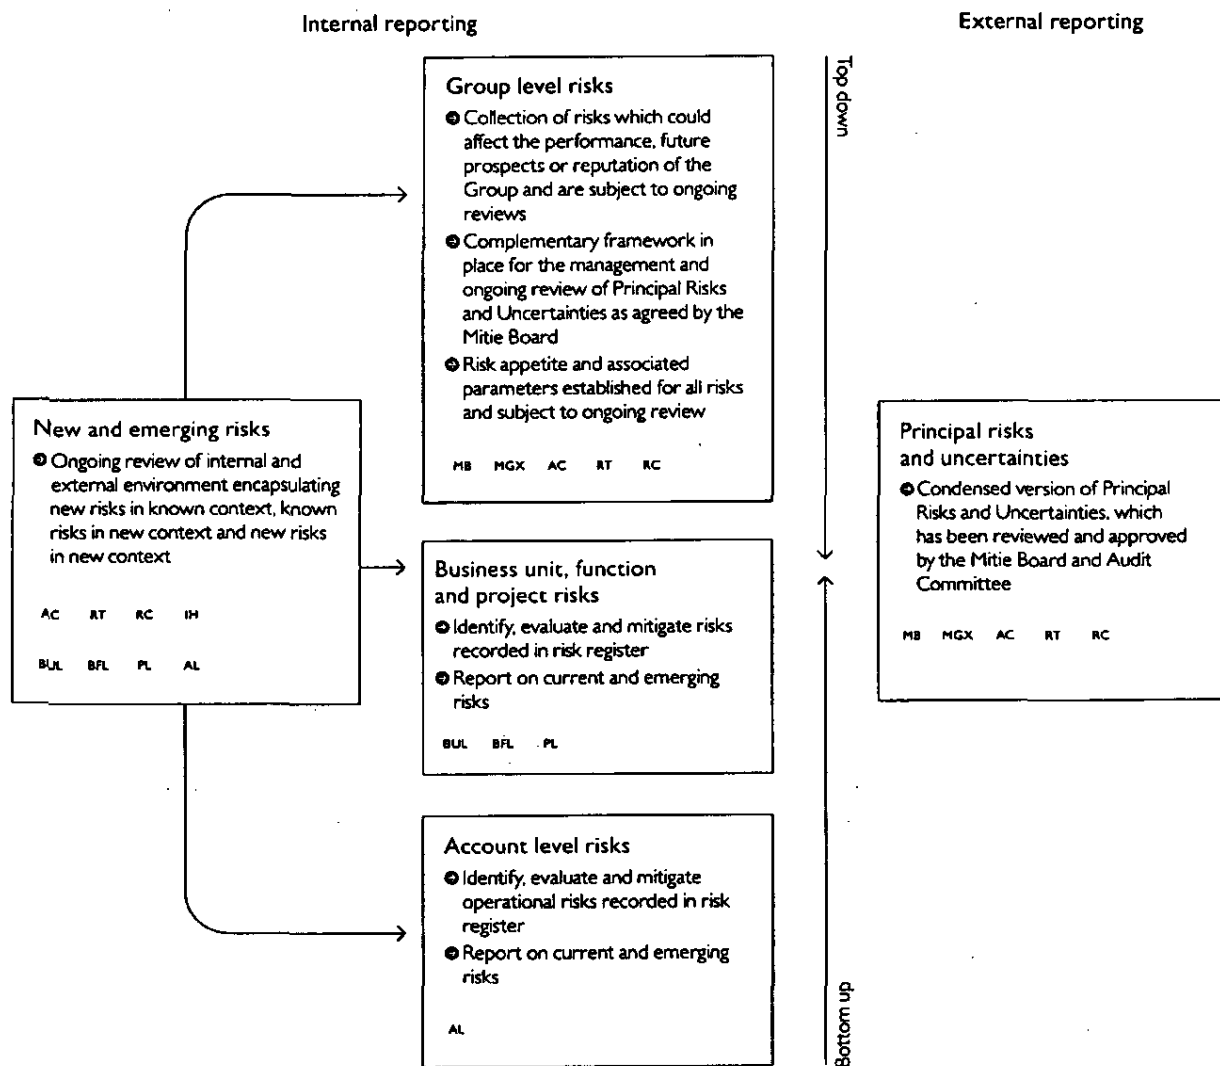 Internal reporting
External reporting
Group level risks
Collection of risks which could
affect the performance, future
prospects or reputation of the
Group and are subject to ongoing
reviews
Complementary framework in
place for the management and
ongoing review of Principal Risks
and Uncertainties as agreed by the
Mitie Board
Risk appetite and associated
parameters established for all risks
and subject to ongoing review
MB MGX AC RT RC
Top down
New and emerging risks
Ongoing review of internal and
external environment encapsulating
new risks in known context, known
risks in new context and new risks
in new context
AC RT RC IH
BUL BFL PL AL
Business unit, function
and project risks
Identify, evaluate and mitigate risks
recorded in risk register
Report on current and emerging
risks
BUL BFL PL
Account level risks
Identify, evaluate and mitigate
operational risks recorded in risk
register
Report on current and emerging
risks
AL
Bottom up
Principal risks
and uncertainties
Condensed version of Principal
Risks and Uncertainties, which
has been reviewed and approved
by the Mitie Board and Audit
Committee
MB MGX AC RT RC